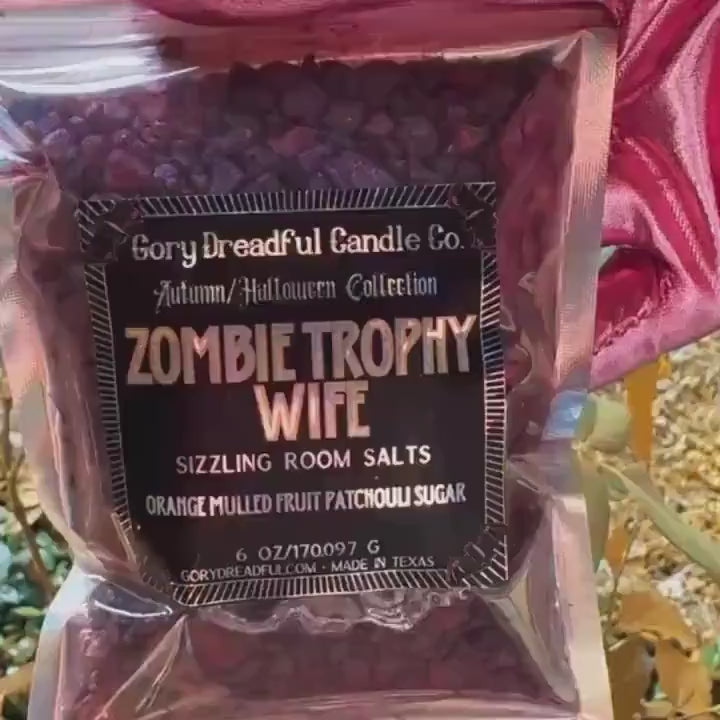 Gory Dreadful Candle Co.
Autumn/Halloween Collection
ZOMBIE TROPHY
WIFE
SIZZLING ROOM SALTS
ORANGE MULLED FRUIT PATCHOULI SUGAR
6 OZ/170.097 G
GORYDREADFUL.COM • MADE IN TEXAS